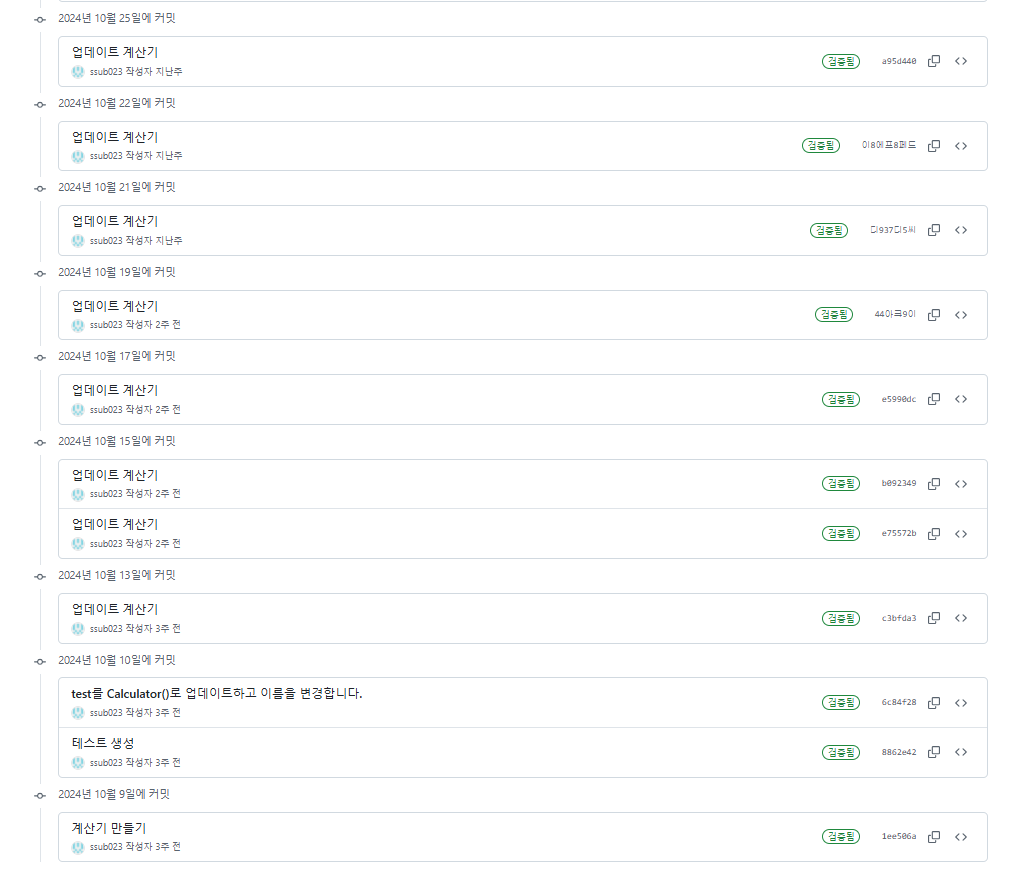 2024년 10월 25일에 커밋
업데이트 계산기
ssub023 작성자 지난주
검증됨 a95d440
2024년 10월 22일에 커밋
업데이트 계산기
ssub023 작성자 지난주
검증됨 이8에프8페드
2024년 10월 21일에 커밋
업데이트 계산기
ssub023 작성자 지난주
검증됨 디937디5씨
2024년 10월 19일에 커밋
업데이트 계산기
ssub023 작성자 2주 전
검증됨 44아크9이
2024년 10월 17일에 커밋
업데이트 계산기
ssub023 작성자 2주 전
검증됨 e5990dc
2024년 10월 15일에 커밋
업데이트 계산기
ssub023 작성자 2주 전
검증됨 b092349
업데이트 계산기
ssub023 작성자 2주 전
검증됨 e75572b
2024년 10월 13일에 커밋
업데이트 계산기
ssub023 작성자 3주 전
검증됨 c3bfda3
2024년 10월 10일에 커밋
test를 Calculator()로 업데이트하고 이름을 변경합니다.
ssub023 작성자 3주 전
검증됨 6c84f28
테스트 생성
ssub023 작성자 3주 전
검증됨 8862e42
2024년 10월 9일에 커밋
계산기 만들기
ssub023 작성자 3주 전
검증됨 1ee506a